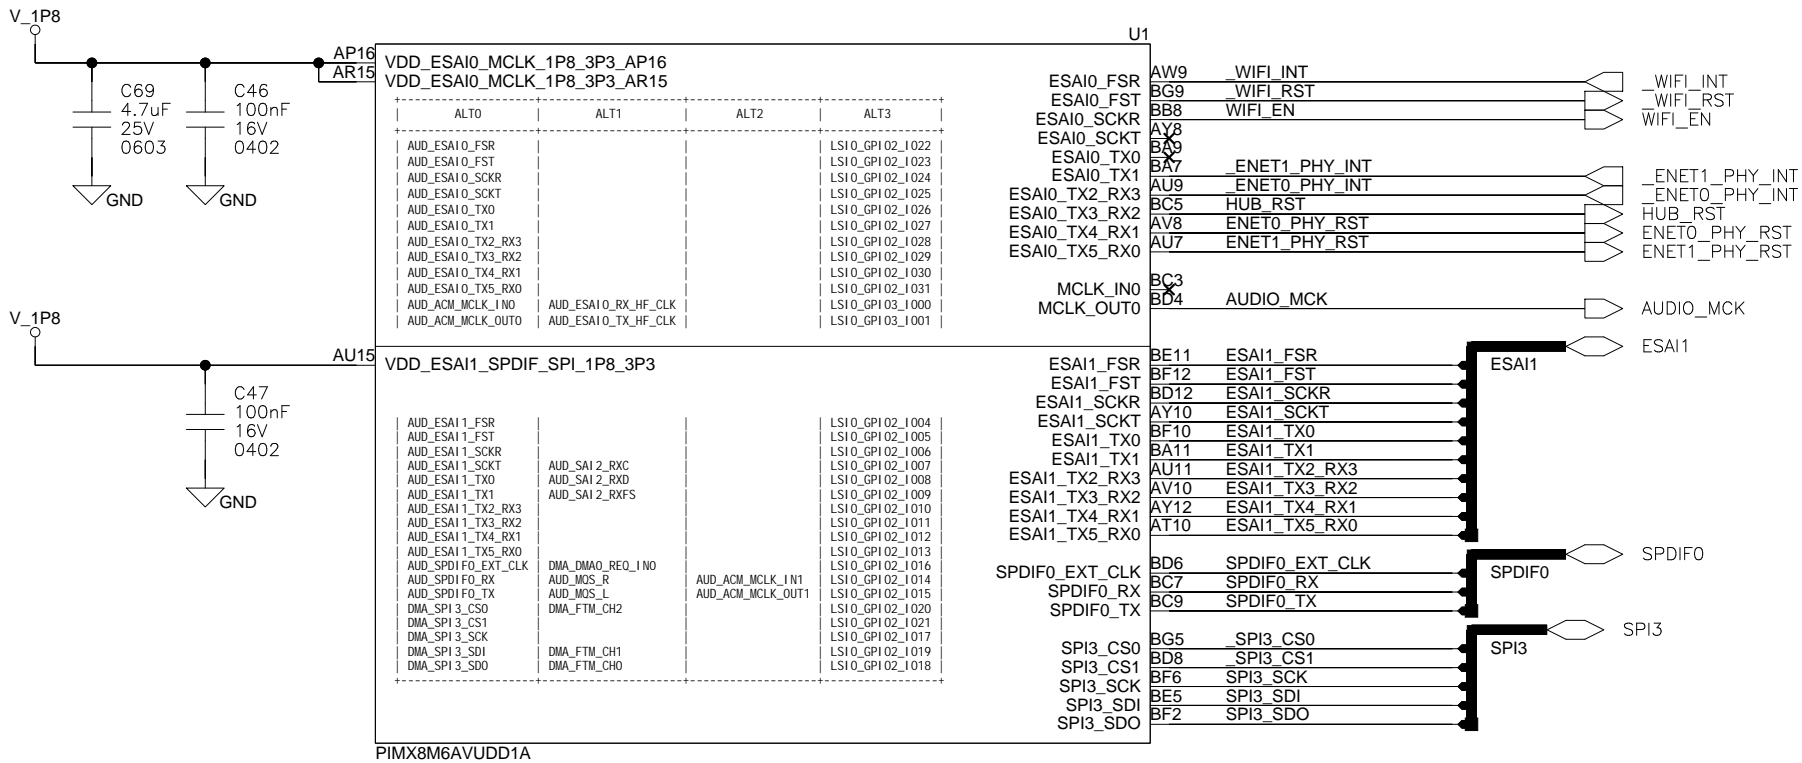 V_1P8
C69
4.7uF
25V
0603
C46
100nF
16V
0402
GND
GND
V_1P8
C47
100nF
16V
0402
GND
U1
AP16 VDD_ESAI0_MCLK_1P8_3P3_AP16
AR15 VDD_ESAI0_MCLK_1P8_3P3_AR15
ALT0 ALT1 ALT2 ALT3
AUD_ESAI0_FSR LSIO_GPIO2_IO22
AUD_ESAI0_FST LSIO_GPIO2_IO23
AUD_ESAI0_SCKR LSIO_GPIO2_IO24
AUD_ESAI0_SCKT LSIO_GPIO2_IO25
AUD_ESAI0_TX0 LSIO_GPIO2_IO26
AUD_ESAI0_TX1 LSIO_GPIO2_IO27
AUD_ESAI0_TX2_RX3 LSIO_GPIO2_IO28
AUD_ESAI0_TX3_RX2 LSIO_GPIO2_IO29
AUD_ESAI0_TX4_RX1 LSIO_GPIO2_IO30
AUD_ESAI0_TX5_RX0 LSIO_GPIO2_IO31
AUD_ACM_MCLK_IN0 AUD_ESAI0_RX_HF_CLK LSIO_GPIO3_IO00
AUD_ACM_MCLK_OUT0 AUD_ESAI0_TX_HF_CLK LSIO_GPIO3_IO01
ESAI0_FSR AW9 _WIFI_INT _WIFI_INT
ESAI0_FST BG9 _WIFI_RST _WIFI_RST
ESAI0_SCKR BB8 WIFI_EN WIFI_EN
ESAI0_SCKT AY8
ESAI0_TX0 BA9
ESAI0_TX1 BA7 _ENET1_PHY_INT _ENET1_PHY_INT
ESAI0_TX2_RX3 AU9 _ENET0_PHY_INT _ENET0_PHY_INT
ESAI0_TX3_RX2 BC5 HUB_RST HUB_RST
ESAI0_TX4_RX1 AV8 ENET0_PHY_RST ENET0_PHY_RST
ESAI0_TX5_RX0 AU7 ENET1_PHY_RST ENET1_PHY_RST
MCLK_IN0 BC3
MCLK_OUT0 BD4 AUDIO_MCK AUDIO_MCK
AU15 VDD_ESAI1_SPDIF_SPI_1P8_3P3
AUD_ESAI1_FSR LSIO_GPIO2_IO04
AUD_ESAI1_FST LSIO_GPIO2_IO05
AUD_ESAI1_SCKR LSIO_GPIO2_IO06
AUD_ESAI1_SCKT AUD_SAI2_RXC LSIO_GPIO2_IO07
AUD_ESAI1_TX0 AUD_SAI2_RXD LSIO_GPIO2_IO08
AUD_ESAI1_TX1 AUD_SAI2_RXFS LSIO_GPIO2_IO09
AUD_ESAI1_TX2_RX3 LSIO_GPIO2_IO10
AUD_ESAI1_TX3_RX2 LSIO_GPIO2_IO11
AUD_ESAI1_TX4_RX1 LSIO_GPIO2_IO12
AUD_ESAI1_TX5_RX0 LSIO_GPIO2_IO13
AUD_SPDIF0_EXT_CLK DMA_DMA0_REQ_IN0 LSIO_GPIO2_IO16
AUD_SPDIF0_RX AUD_MQS_R AUD_ACM_MCLK_IN1 LSIO_GPIO2_IO14
AUD_SPDIF0_TX AUD_MQS_L AUD_ACM_MCLK_OUT1 LSIO_GPIO2_IO15
DMA_SPI3_CS0 DMA_FTM_CH2 LSIO_GPIO2_IO20
DMA_SPI3_CS1 LSIO_GPIO2_IO21
DMA_SPI3_SCK LSIO_GPIO2_IO17
DMA_SPI3_SDI DMA_FTM_CH1 LSIO_GPIO2_IO19
DMA_SPI3_SDO DMA_FTM_CH0 LSIO_GPIO2_IO18
ESAI1
ESAI1_FSR BE11 ESAI1_FSR ESAI1
ESAI1_FST BF12 ESAI1_FST
ESAI1_SCKR BD12 ESAI1_SCKR
ESAI1_SCKT AY10 ESAI1_SCKT
ESAI1_TX0 BF10 ESAI1_TX0
ESAI1_TX1 BA11 ESAI1_TX1
ESAI1_TX2_RX3 AU11 ESAI1_TX2_RX3
ESAI1_TX3_RX2 AV10 ESAI1_TX3_RX2
ESAI1_TX4_RX1 AY12 ESAI1_TX4_RX1
ESAI1_TX5_RX0 AT10 ESAI1_TX5_RX0
SPDIF0
SPDIF0_EXT_CLK BD6 SPDIF0_EXT_CLK SPDIF0
SPDIF0_RX BC7 SPDIF0_RX
SPDIF0_TX BC9 SPDIF0_TX
SPI3
SPI3_CS0 BG5 _SPI3_CS0 SPI3
SPI3_CS1 BD8 _SPI3_CS1
SPI3_SCK BF6 SPI3_SCK
SPI3_SDI BE5 SPI3_SDI
SPI3_SDO BF2 SPI3_SDO
PIMX8M6AVUDD1A